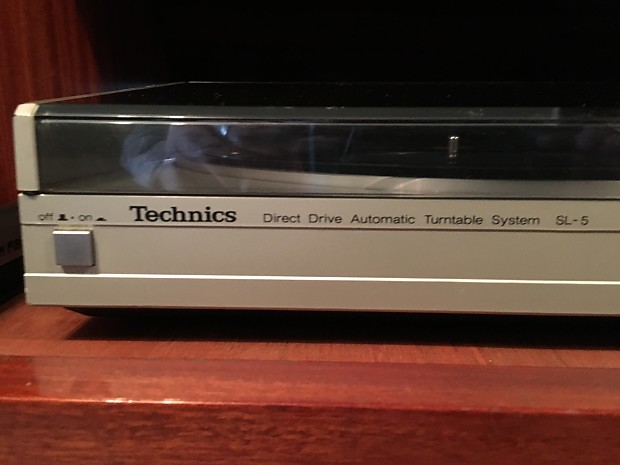 off on Technics Direct Drive Automatic Turntable System SL-5